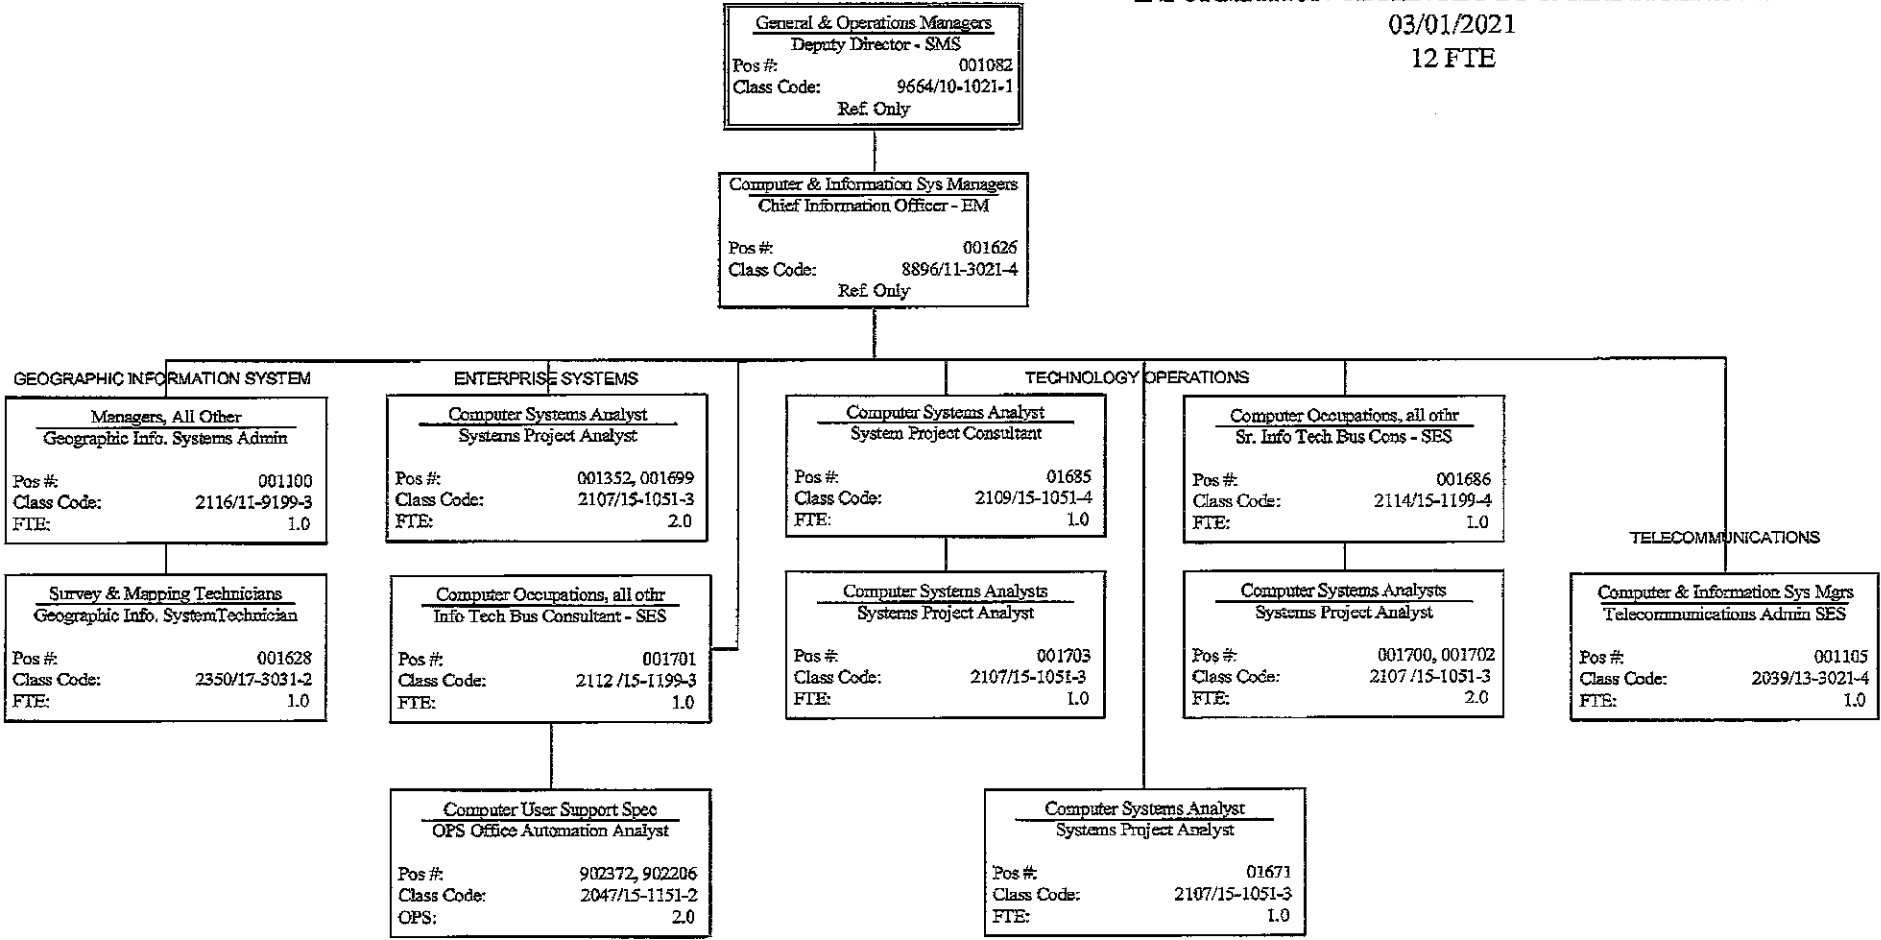 03/01/2021
12 FTE
General & Operations Managers
Deputy Director - SMS
Pos #: 001082
Class Code: 9664/10-1021-1
Ref. Only
Computer & Information Sys Managers
Chief Information Officer - EM
Pos #: 001626
Class Code: 8896/11-3021-4
Ref. Only
GEOGRAPHIC INFORMATION SYSTEM
Managers, All Other
Geographic Info. Systems Admin
Pos #: 001100
Class Code: 2116/11-9199-3
FTE: 1.0
Survey & Mapping Technicians
Geographic Info. SystemTechnician
Pos #: 001628
Class Code: 2350/17-3031-2
FTE: 1.0
ENTERPRISE SYSTEMS
Computer Systems Analyst
Systems Project Analyst
Pos #: 001352, 001699
Class Code: 2107/15-1051-3
FTE: 2.0
Computer Occupations, all othr
Info Tech Bus Consultant - SES
Pos #: 001701
Class Code: 2112 /15-1199-3
FTE: 1.0
Computer User Support Spec
OPS Office Automation Analyst
Pos #: 902372, 902206
Class Code: 2047/15-1151-2
OPS: 2.0
TECHNOLOGY OPERATIONS
Computer Systems Analyst
System Project Consultant
Pos #: 01685
Class Code: 2109/15-1051-4
FTE: 1.0
Computer Systems Analysts
Systems Project Analyst
Pos #: 001703
Class Code: 2107/15-1051-3
FTE: 1.0
Computer Occupations, all othr
Sr. Info Tech Bus Cons - SES
Pos #: 001686
Class Code: 2114/15-1199-4
FTE: 1.0
Computer Systems Analysts
Systems Project Analyst
Pos #: 001700, 001702
Class Code: 2107 /15-1051-3
FTE: 2.0
Computer Systems Analyst
Systems Project Analyst
Pos #: 01671
Class Code: 2107/15-1051-3
FTE: 1.0
TELECOMMUNICATIONS
Computer & Information Sys Mgrs
Telecommunications Admin SES
Pos #: 001105
Class Code: 2039/13-3021-4
FTE: 1.0